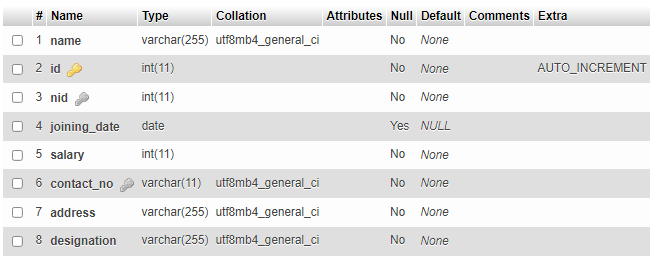 # Name Type Collation Attributes Null Default Comments Extra
1 name varchar(255) utf8mb4_general_ci No None
2 id int(11) No None AUTO_INCREMENT
3 nid int(11) No None
4 joining_date date Yes NULL
5 salary int(11) No None
6 contact_no varchar(11) utf8mb4_general_ci No None
7 address varchar(255) utf8mb4_general_ci No None
8 designation varchar(255) utf8mb4_general_ci No None